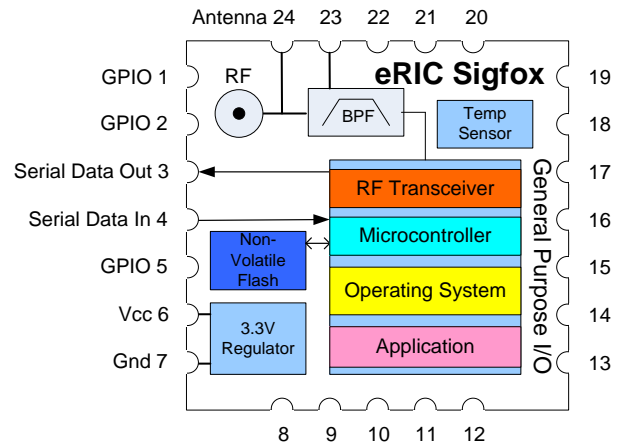 Antenna 24 23 22 21 20
eRIC Sigfox
GPIO 1
RF
19
BPF
Temp
Sensor
GPIO 2
18
Serial Data Out 3
17
RF Transceiver
General Purpose I/O
Serial Data In 4
16
Microcontroller
Non-
Volatile
Flash
GPIO 5
15
Operating System
Vcc 6
14
3.3V
Regulator
Application
Gnd 7
13
8 9 10 11 12